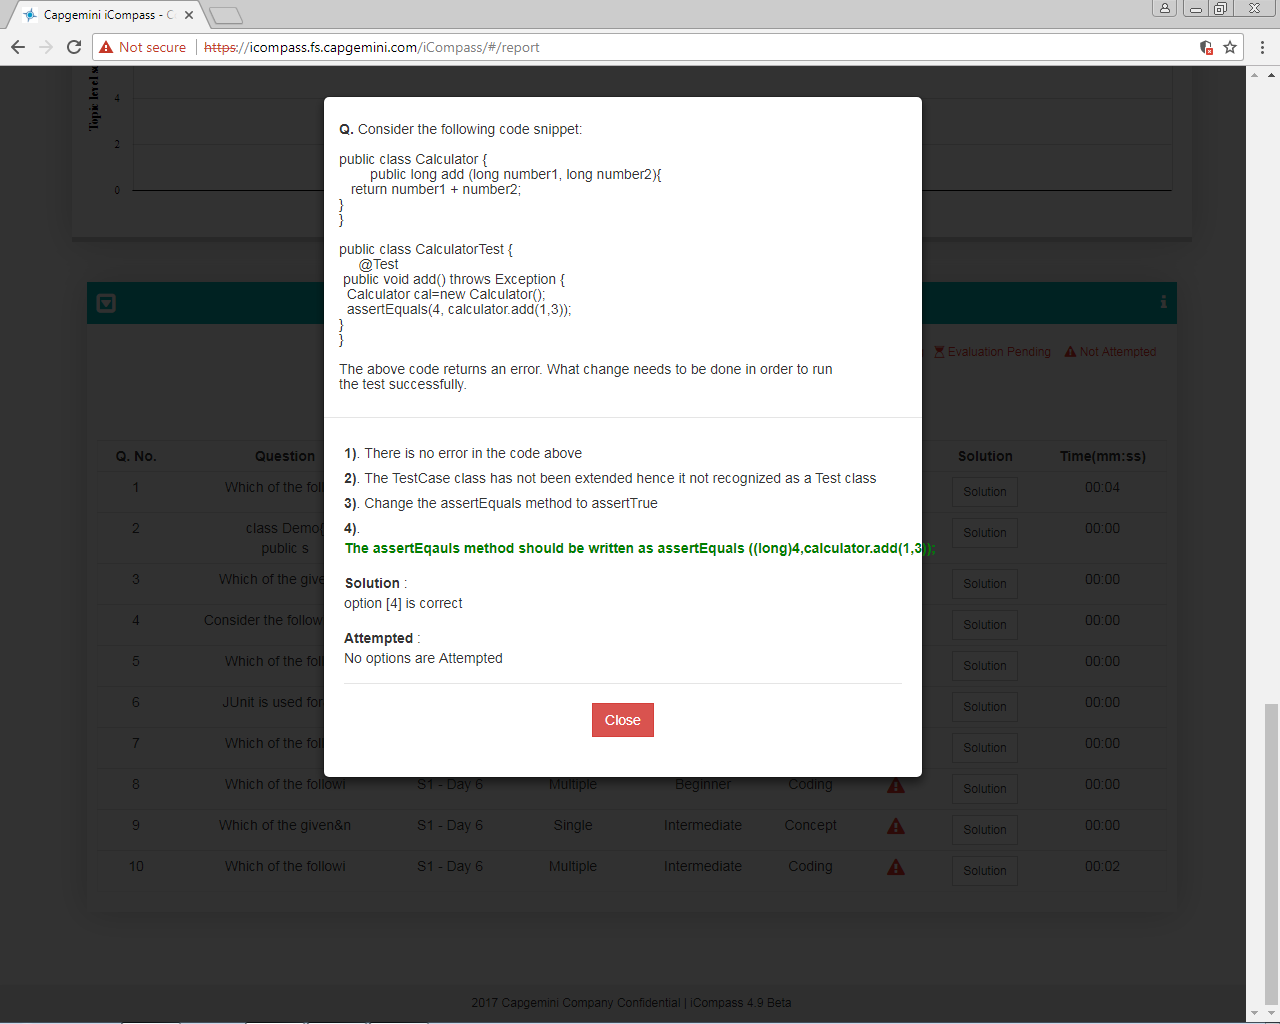 Capgemini iCompass - C
Not secure
https://icompass.fs.capgemini.com/iCompass/#/report
Topic level s
4
2
0
Q. Consider the following code snippet:
public class Calculator {
public long add (long number1, long number2){
return number1 + number2;
}
}
public class CalculatorTest {
@Test
public void add() throws Exception {
Calculator cal=new Calculator();
assertEquals(4, calculator.add(1,3));
}
}
The above code returns an error. What change needs to be done in order to run
the test successfully.
1). There is no error in the code above
2). The TestCase class has not been extended hence it not recognized as a Test class
3). Change the assertEquals method to assertTrue
4).
The assertEqauls method should be written as assertEquals ((long)4,calculator.add(1,3));
Solution :
option [4] is correct
Attempted :
No options are Attempted
Close
Evaluation Pending Not Attempted
Q. No. Question Solution Time(mm:ss)
1 Which of the foll Solution 00:04
2 class Demo{ Solution 00:00
public s
3 Which of the give Solution 00:00
4 Consider the follow Solution 00:00
5 Which of the foll Solution 00:00
6 JUnit is used for Solution 00:00
7 Which of the foll Solution 00:00
8 Which of the followi S1 - Day 6 Multiple Beginner Coding Solution 00:00
9 Which of the given&n S1 - Day 6 Single Intermediate Concept Solution 00:00
10 Which of the followi S1 - Day 6 Multiple Intermediate Coding Solution 00:02
2017 Capgemini Company Confidential | iCompass 4.9 Beta